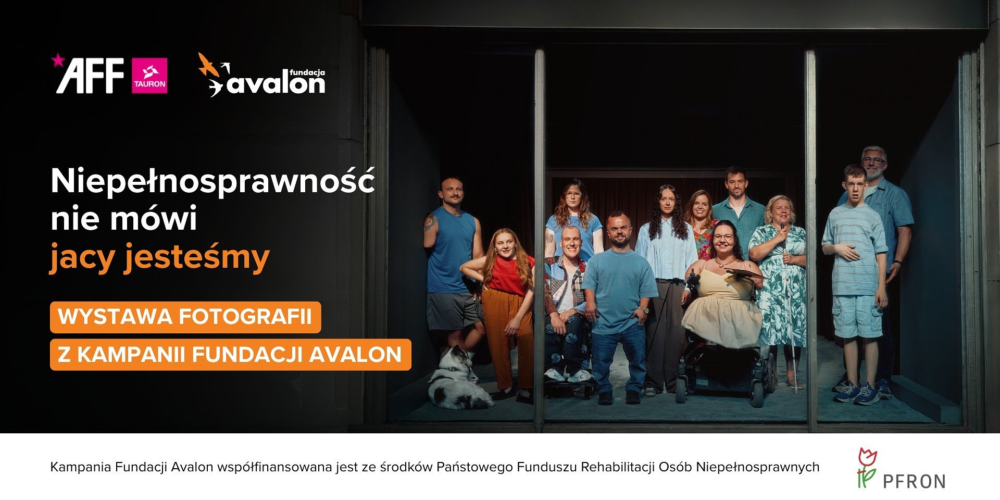 AFF
TAURON
fundacja
avalon
Niepełnosprawność
nie mówi
jacy jesteśmy
WYSTAWA FOTOGRAFII
Z KAMPANII FUNDACJI AVALON
Kampania Fundacji Avalon współfinansowana jest ze środków Państwowego Funduszu Rehabilitacji Osób Niepełnosprawnych
PFRON